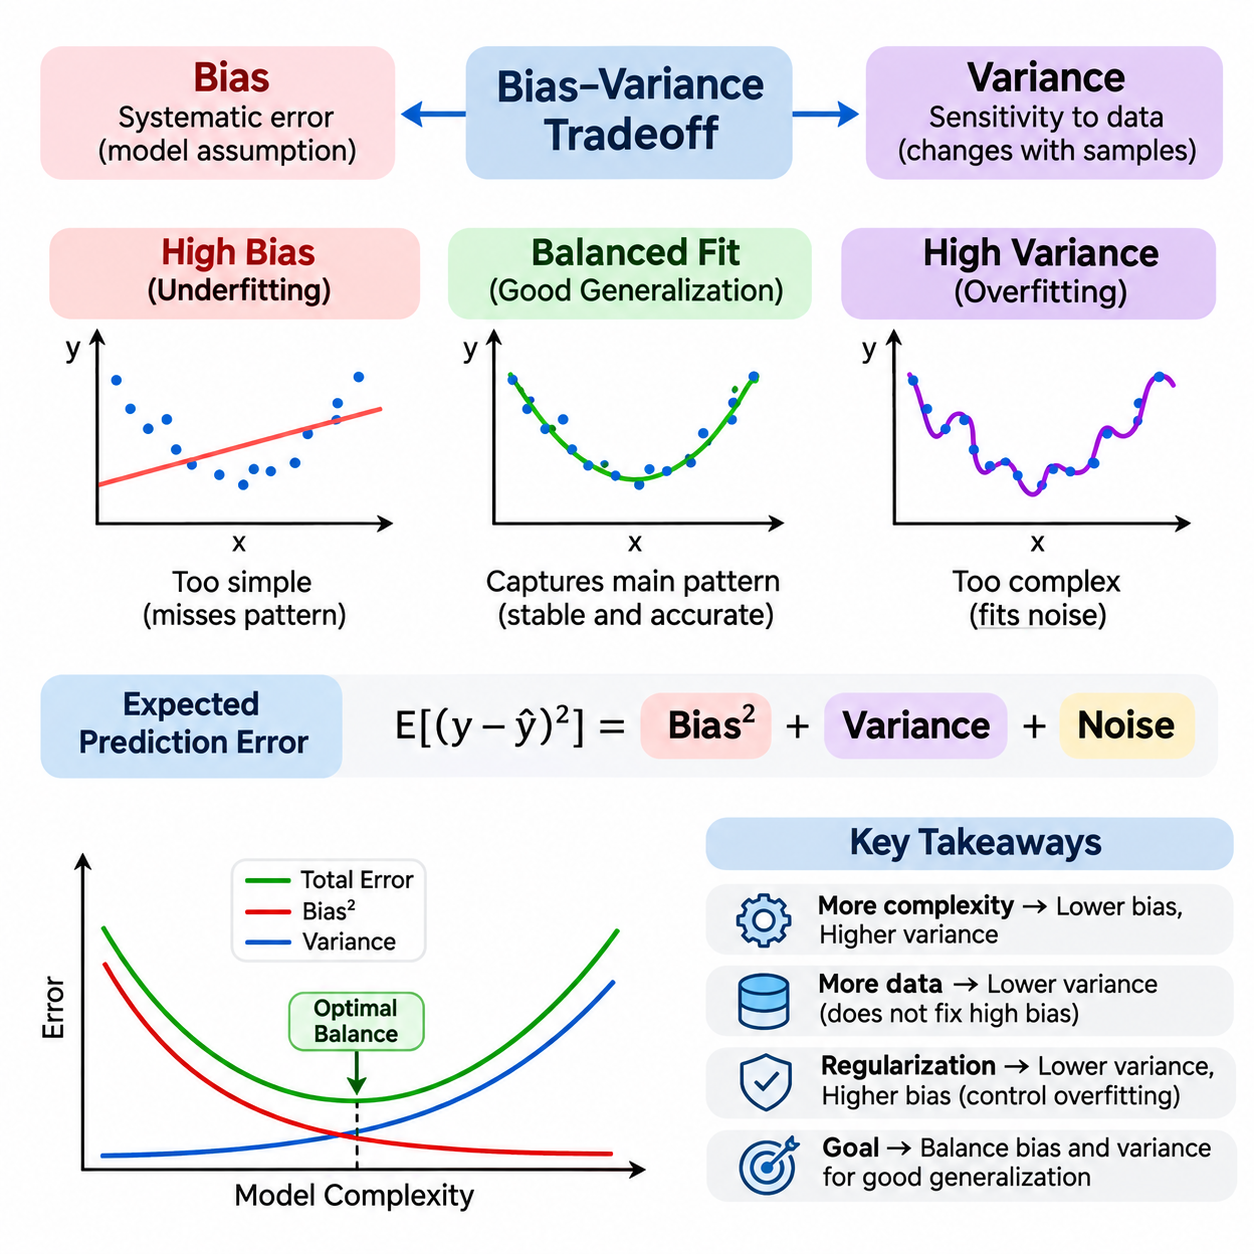 Bias
Systematic error
(model assumption)
Bias–Variance
Tradeoff
Variance
Sensitivity to data
(changes with samples)
High Bias
(Underfitting)
Balanced Fit
(Good Generalization)
High Variance
(Overfitting)
y
x
y
x
y
x
Too simple
(misses pattern)
Captures main pattern
(stable and accurate)
Too complex
(fits noise)
Expected
Prediction Error
E[(y – ŷ)²] = Bias² + Variance + Noise
Total Error
Bias²
Variance
Optimal
Balance
Error
Model Complexity
Key Takeaways
More complexity → Lower bias,
Higher variance
More data → Lower variance
(does not fix high bias)
Regularization → Lower variance,
Higher bias (control overfitting)
Goal → Balance bias and variance
for good generalization